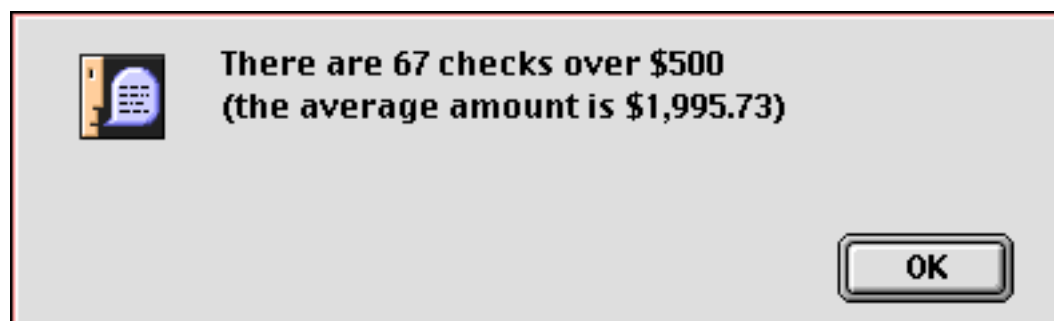 There are 67 checks over $500
(the average amount is $1,995.73)
OK